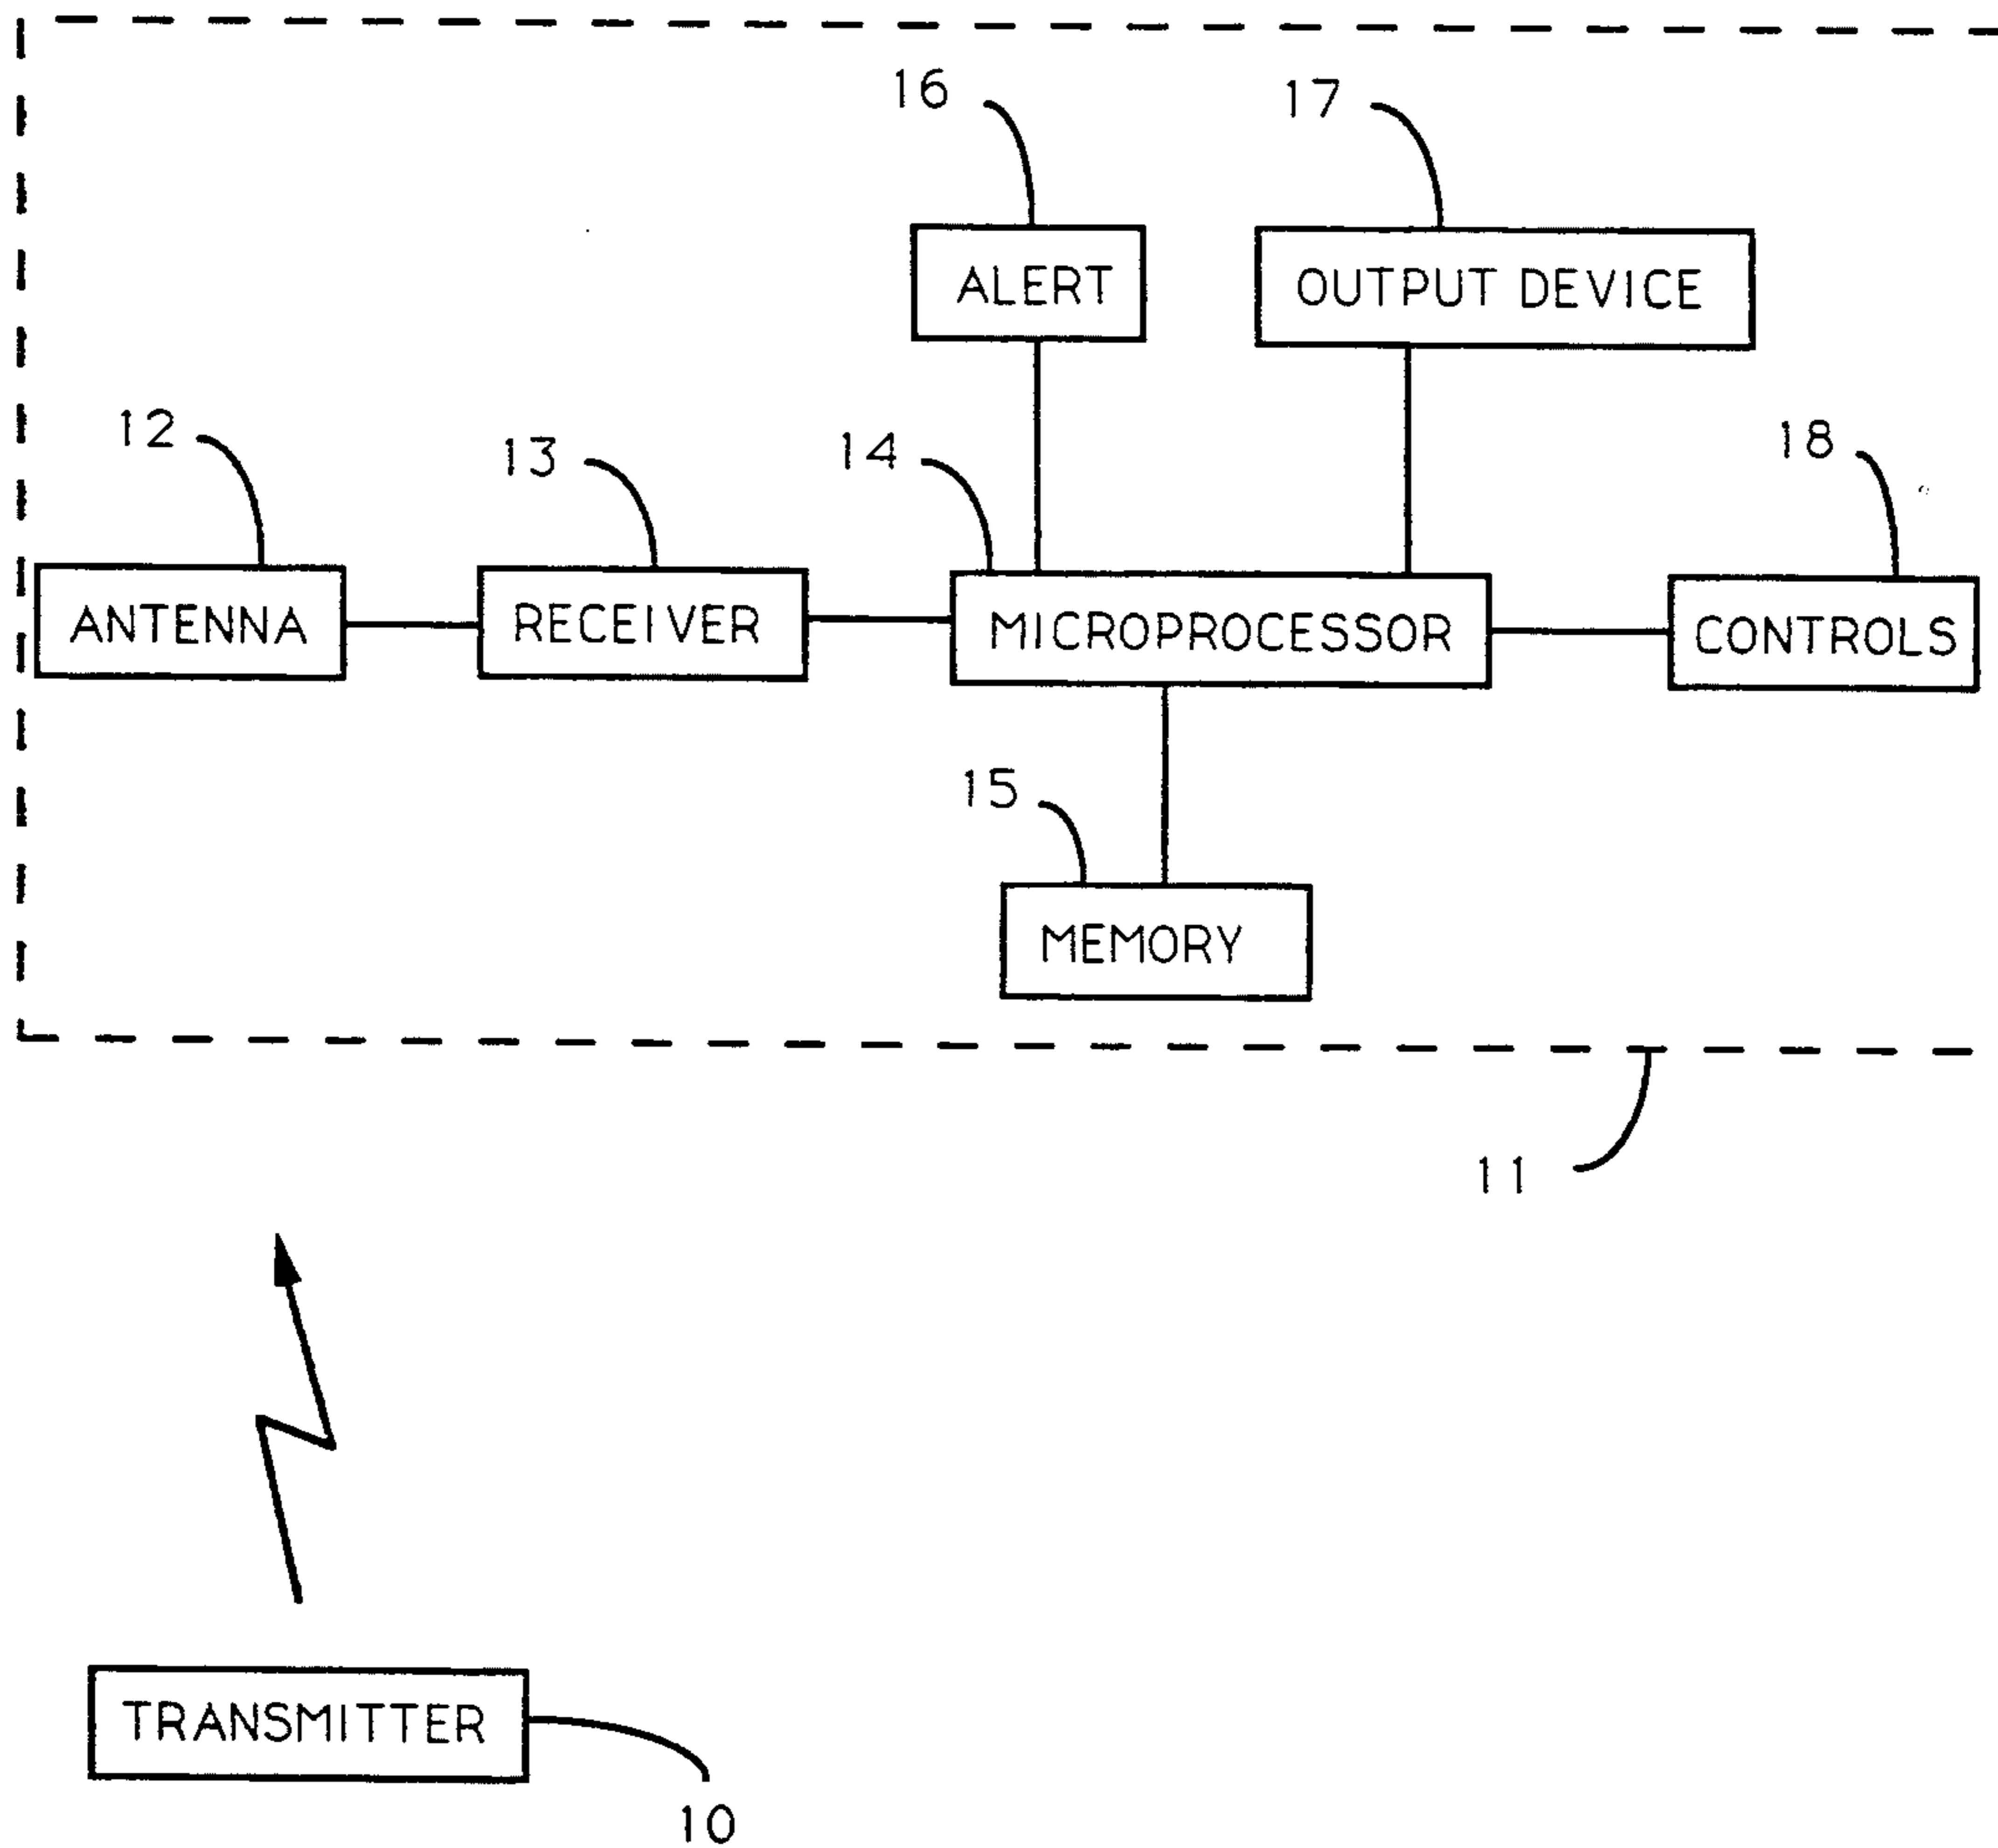 16
17
ALERT
OUTPUT DEVICE
12
13
14
18
ANTENNA
RECEIVER
MICROPROCESSOR
CONTROLS
15
MEMORY
11
TRANSMITTER
10